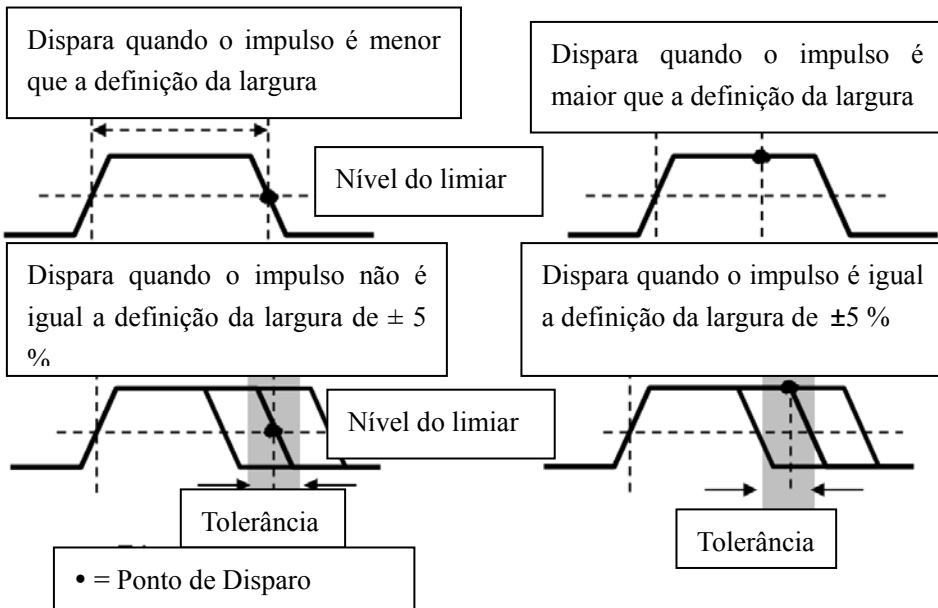 Dispara quando o impulso é menor
que a definição da largura
Dispara quando o impulso é
maior que a definição da largura
Nível do limiar
Dispara quando o impulso não é
igual a definição da largura de ± 5
%
Dispara quando o impulso é igual
a definição da largura de ±5 %
Nível do limiar
Tolerância
Tolerância
• = Ponto de Disparo